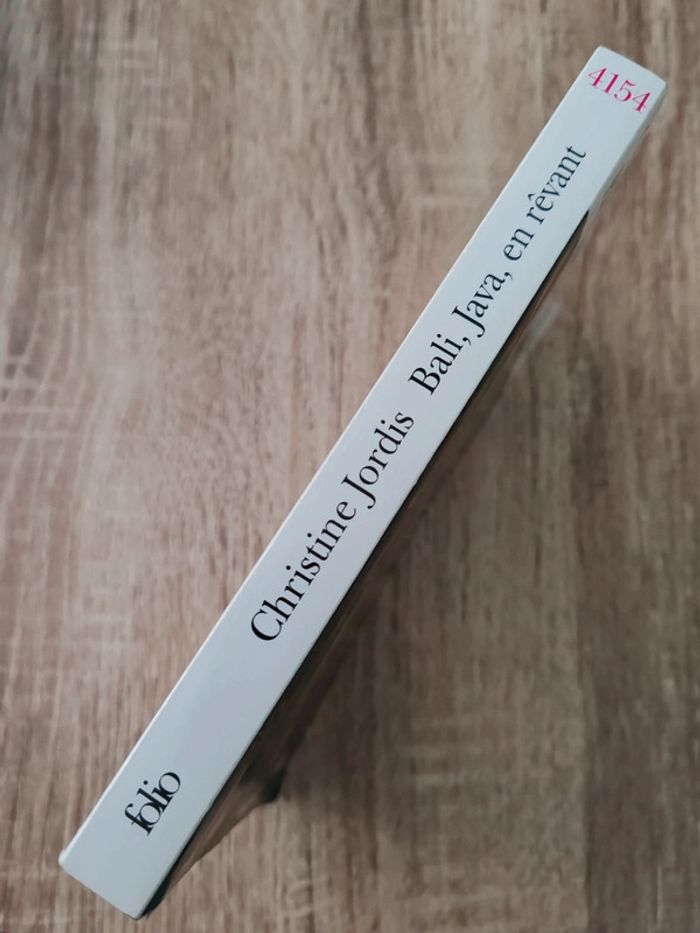 folio
Christine Jordis Bali, Java, en rêvant
4154